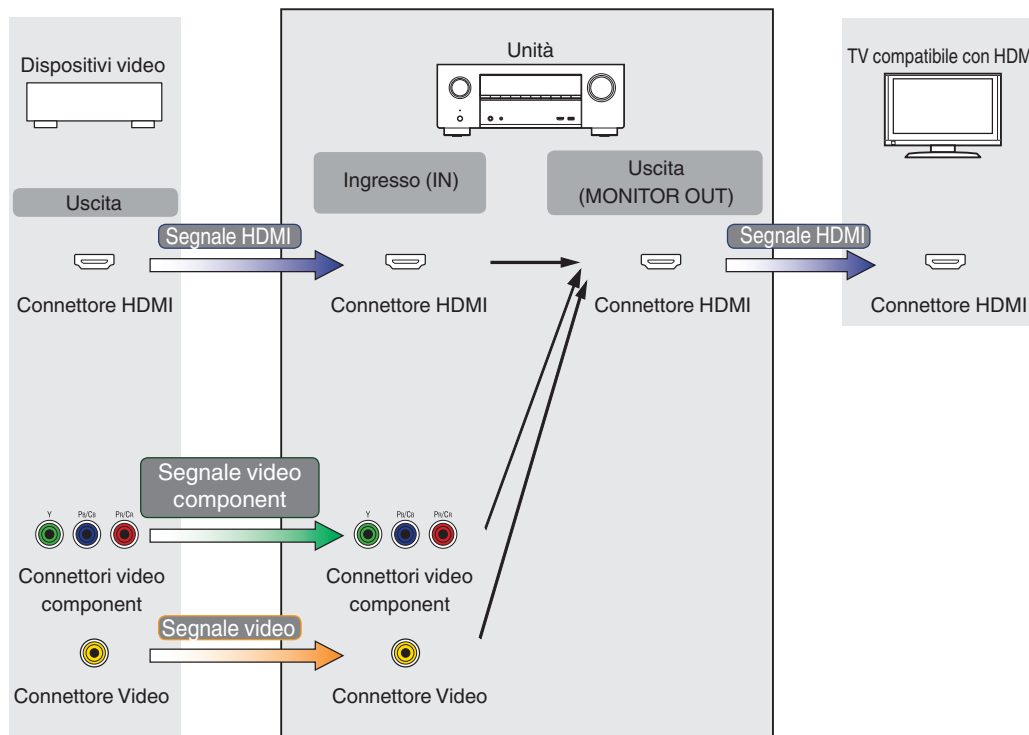 Dispositivi video
Unità
TV compatibile con HDM
Uscita
Ingresso (IN)
Uscita
(MONITOR OUT)
Segnale HDMI
Segnale HDMI
Connettore HDMI
Connettore HDMI
Connettore HDMI
Connettore HDMI
Segnale video
component
Y PB/CB PR/CR
Y PB/CB PR/CR
Connettori video
component
Connettori video
component
Segnale video
Connettore Video
Connettore Video